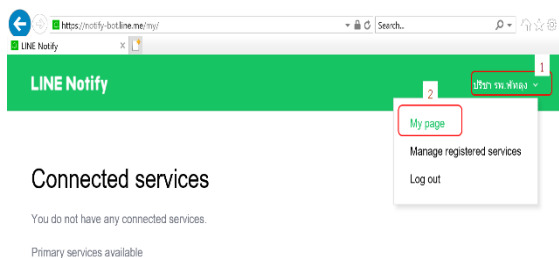 https://notify-bot.line.me/my/
Search...
LINE Notify
1
LINE Notify
ปรีชา รพ.พัทลุง
2
My page
Manage registered services
Log out
Connected services
You do not have any connected services.
Primary services available